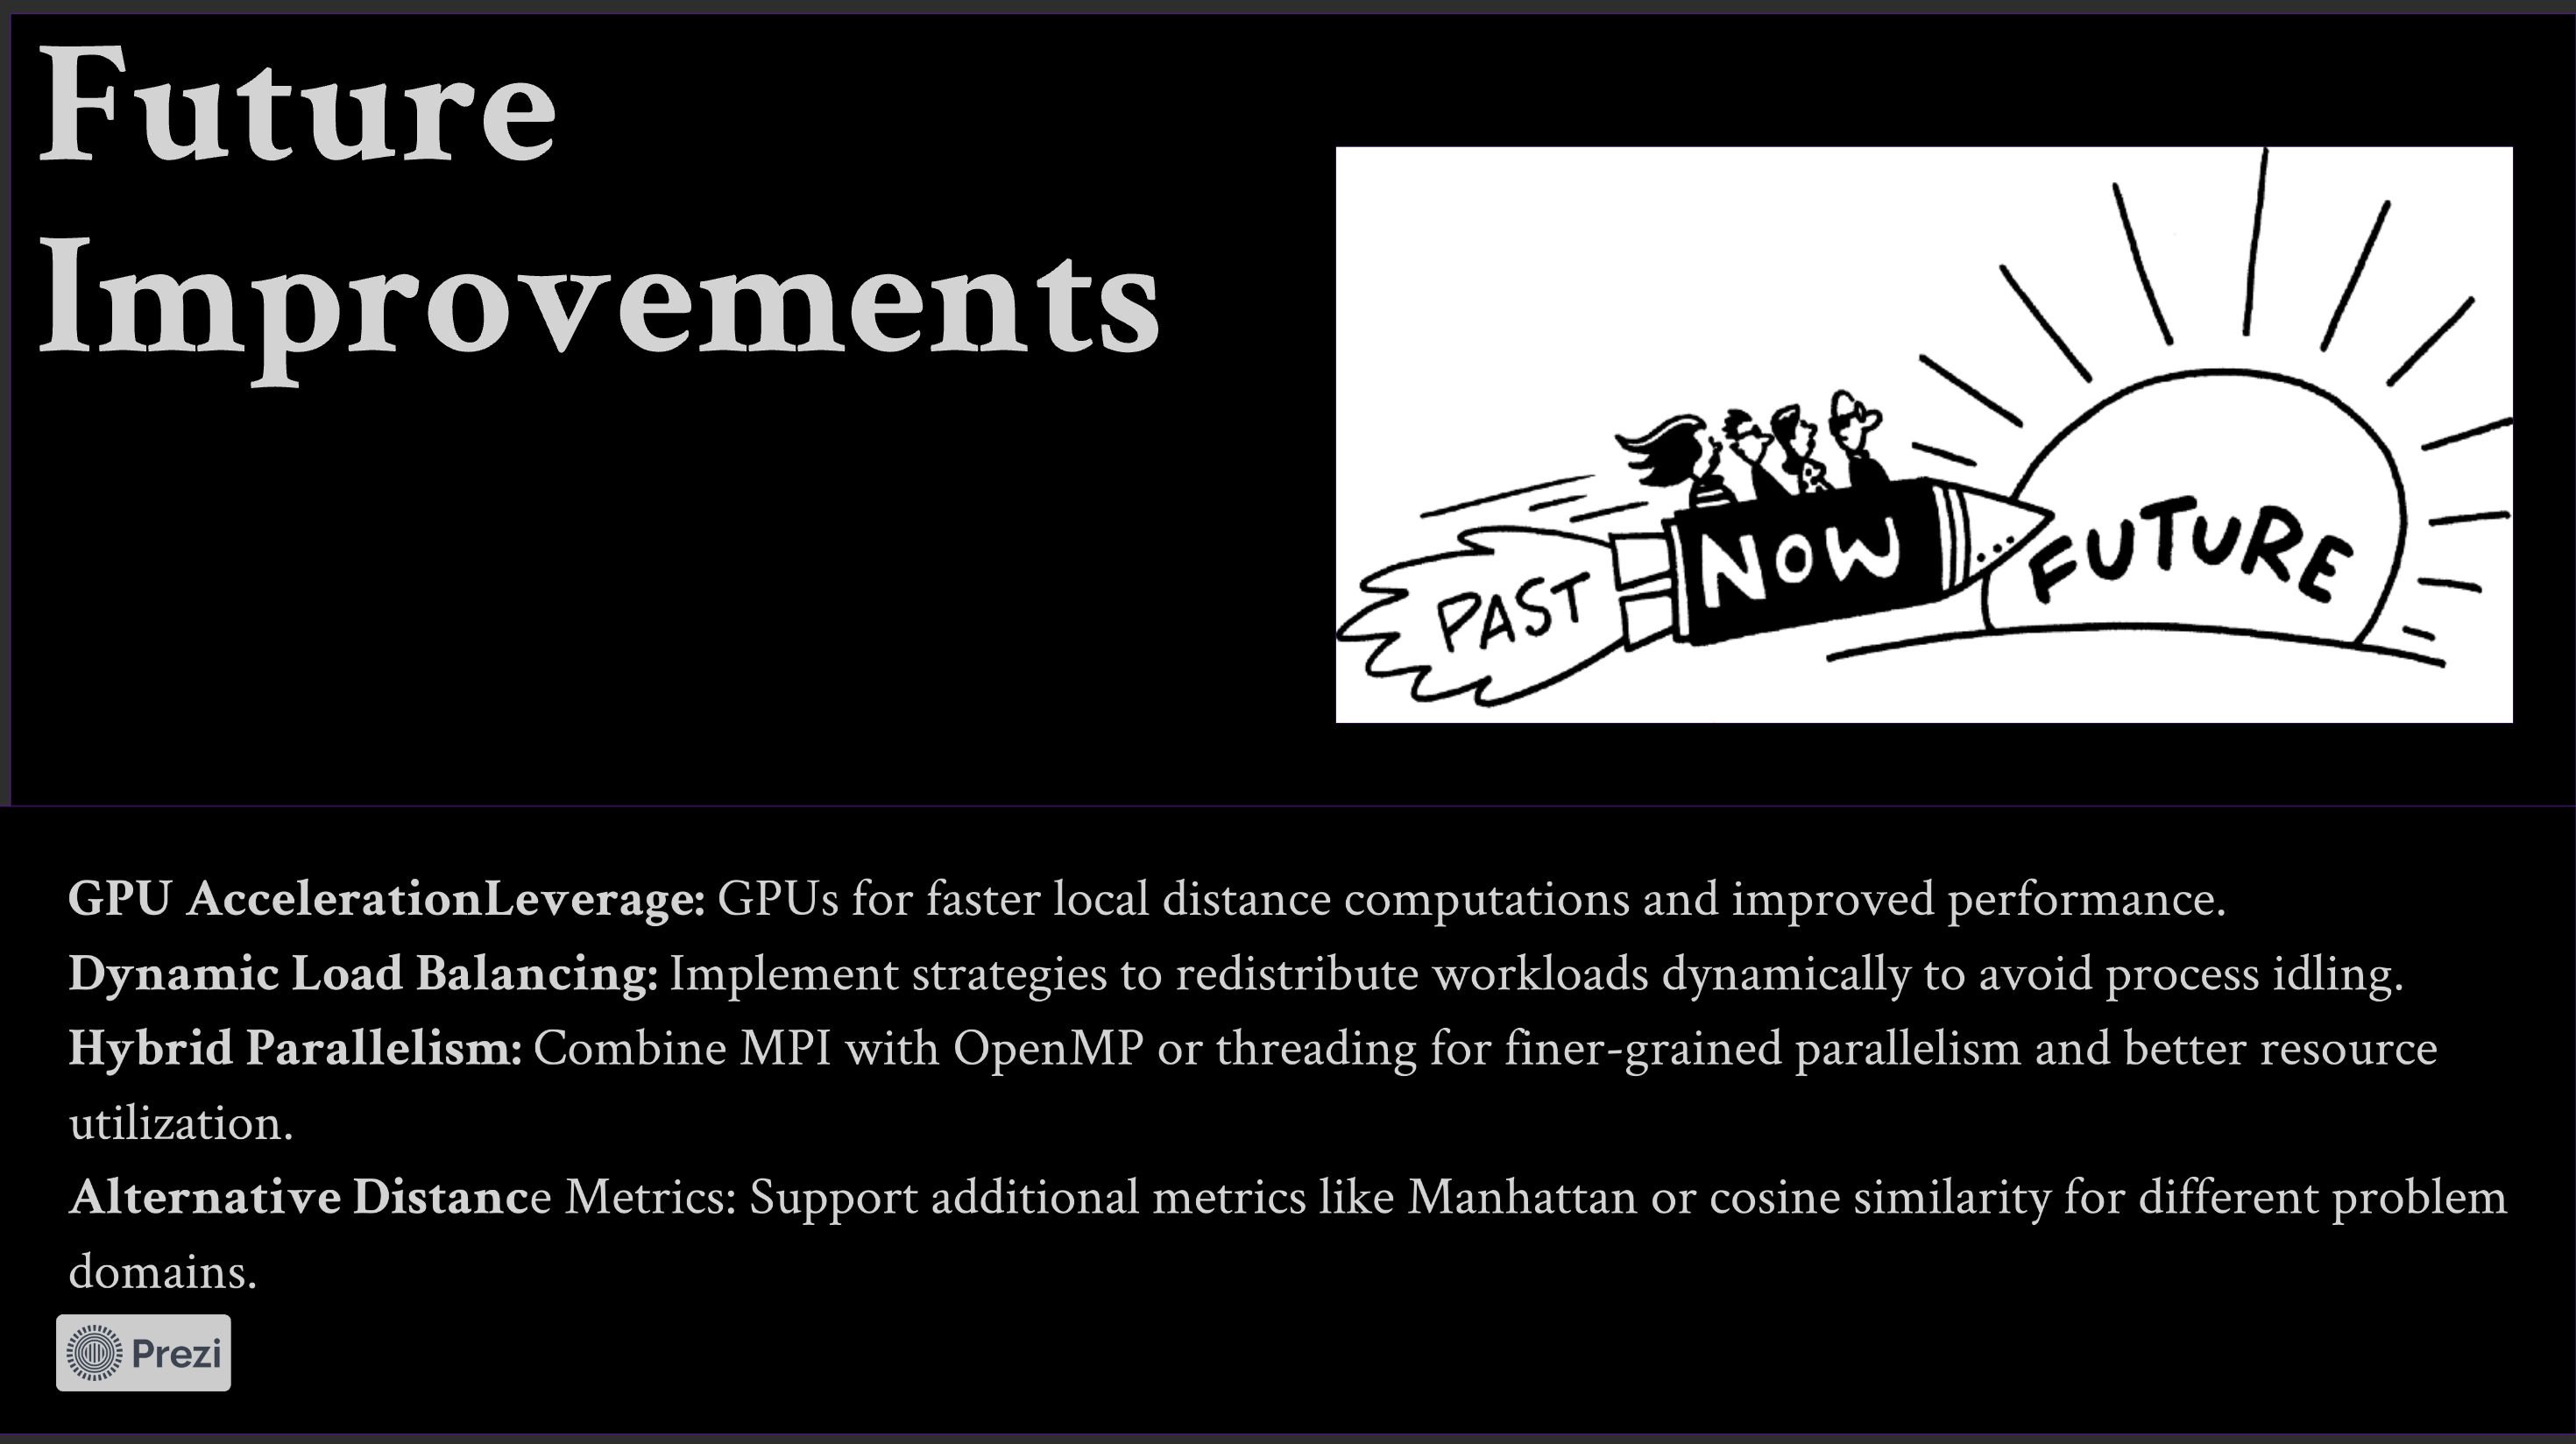 Future
Improvements
PAST
NOW
FUTURE
GPU AccelerationLeverage: GPUs for faster local distance computations and improved performance.
Dynamic Load Balancing: Implement strategies to redistribute workloads dynamically to avoid process idling.
Hybrid Parallelism: Combine MPI with OpenMP or threading for finer-grained parallelism and better resource
utilization.
Alternative Distance Metrics: Support additional metrics like Manhattan or cosine similarity for different problem
domains.
Prezi